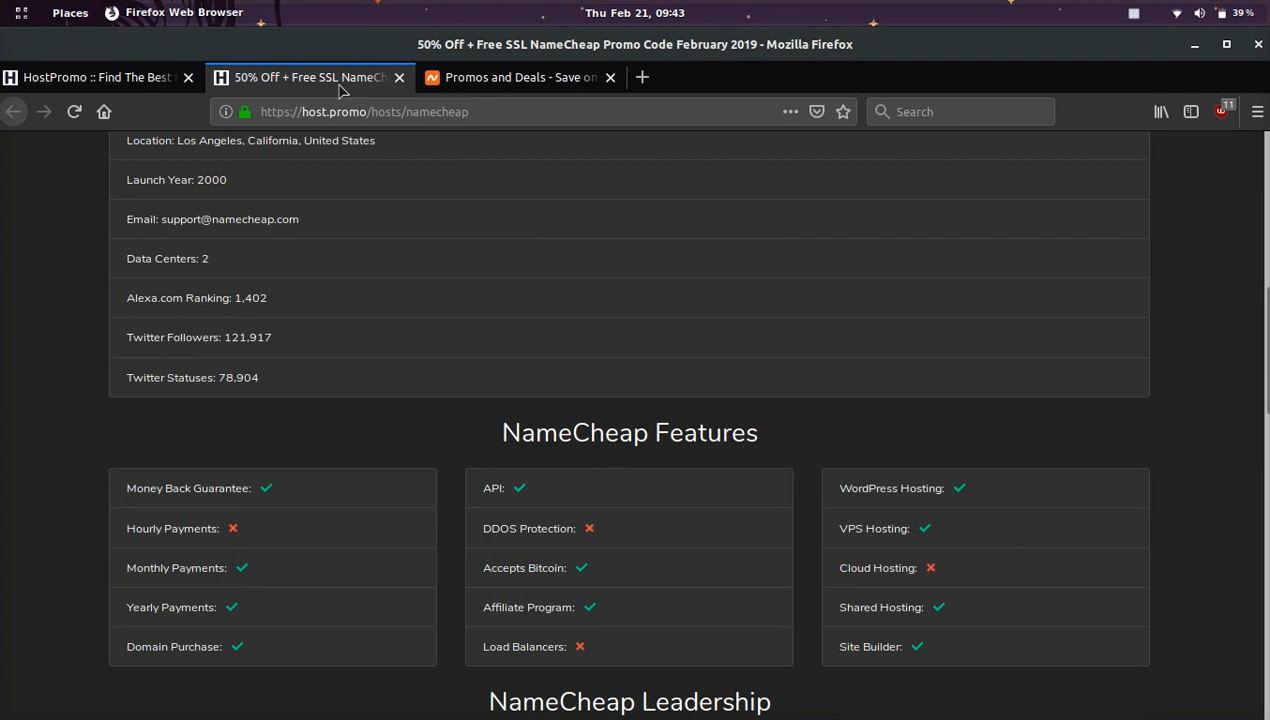 Places Firefox Web Browser Thu Feb 21, 09:43 39 %
50% Off + Free SSL NameCheap Promo Code February 2019 - Mozilla Firefox
HostPromo :: Find The Best 50% Off + Free SSL NameCh Promos and Deals - Save on
https://host.promo/hosts/namecheap Search 11
Location: Los Angeles, California, United States
Launch Year: 2000
Email: support@namecheap.com
Data Centers: 2
Alexa.com Ranking: 1,402
Twitter Followers: 121,917
Twitter Statuses: 78,904
NameCheap Features
Money Back Guarantee: API: WordPress Hosting:
Hourly Payments: DDOS Protection: VPS Hosting:
Monthly Payments: Accepts Bitcoin: Cloud Hosting:
Yearly Payments: Affiliate Program: Shared Hosting:
Domain Purchase: Load Balancers: Site Builder:
NameCheap Leadership